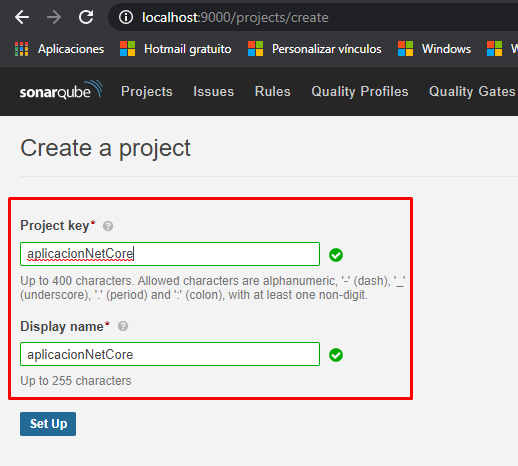 localhost:9000/projects/create
Aplicaciones Hotmail gratuito Personalizar vínculos Windows W
sonarqube Projects Issues Rules Quality Profiles Quality Gates
Create a project
Project key*
aplicacionNetCore
Up to 400 characters. Allowed characters are alphanumeric, '-' (dash), '_'
(underscore), '.' (period) and ':' (colon), with at least one non-digit.
Display name*
aplicacionNetCore
Up to 255 characters
Set Up